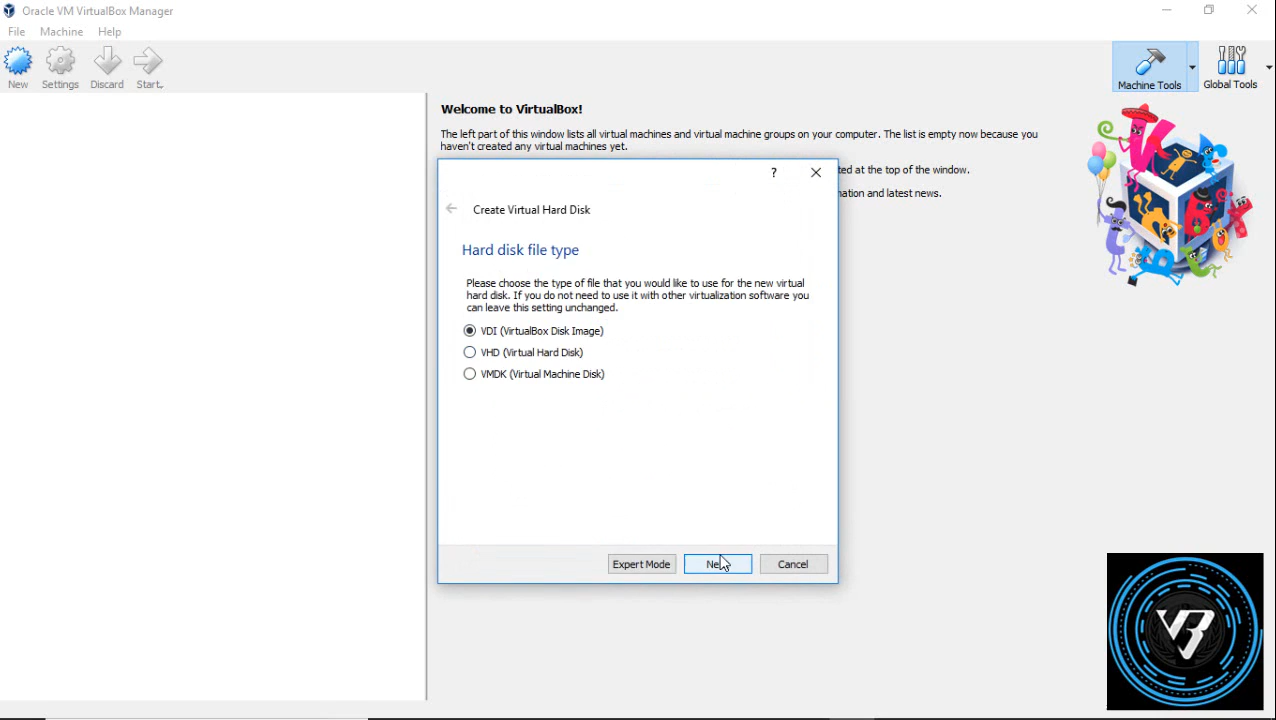 Oracle VM VirtualBox Manager
File Machine Help
New Settings Discard Start
Machine Tools Global Tools
Welcome to VirtualBox!
The left part of this window lists all virtual machines and virtual machine groups on your computer. The list is empty now because you
haven't created any virtual machines yet.
ted at the top of the window.
nation and latest news.
?
Create Virtual Hard Disk
Hard disk file type
Please choose the type of file that you would like to use for the new virtual
hard disk. If you do not need to use it with other virtualization software you
can leave this setting unchanged.
VDI (VirtualBox Disk Image)
VHD (Virtual Hard Disk)
VMDK (Virtual Machine Disk)
Expert Mode Cancel